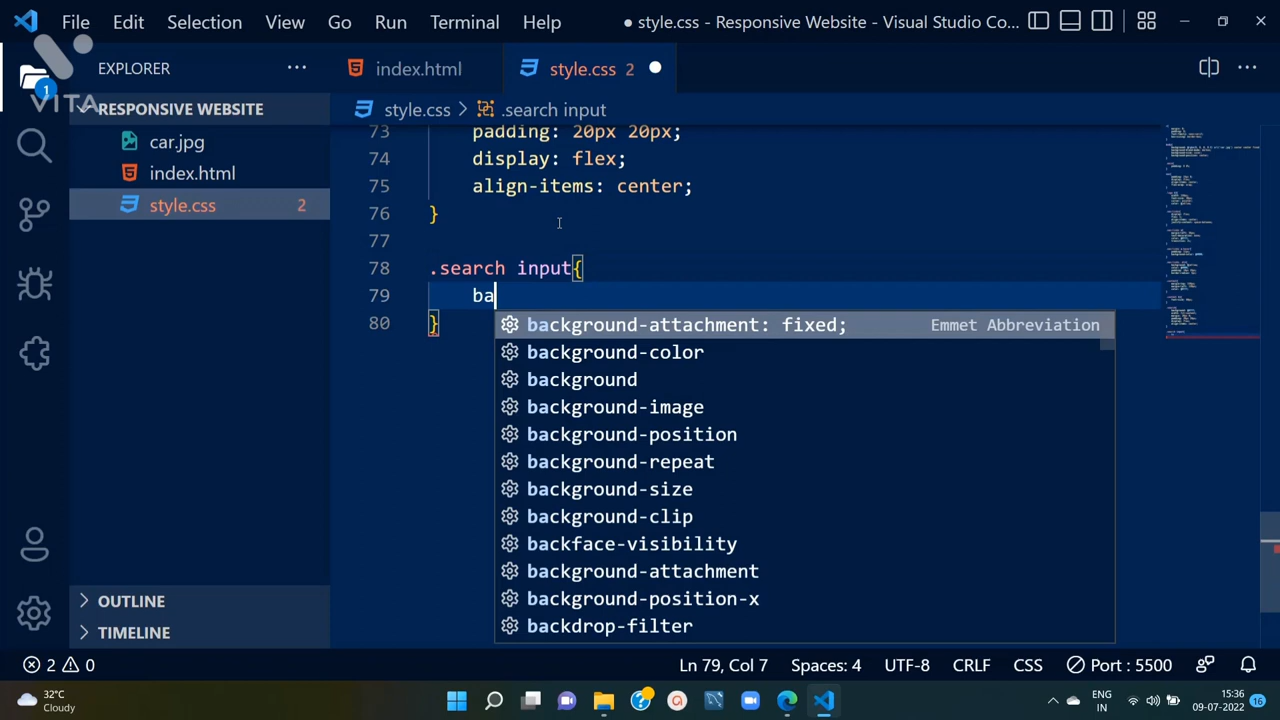 File Edit Selection View Go Run Terminal Help ● style.css - Responsive Website - Visual Studio Co...
EXPLORER ··· index.html style.css 2 ●
VITA
RESPONSIVE WEBSITE
style.css > .search input
car.jpg
index.html
style.css 2
1
73 padding: 20px 20px;
74 display: flex;
75 align-items: center;
76 }
77
78 .search input{
79 ba
80 }
background-attachment: fixed; Emmet Abbreviation
background-color
background
background-image
background-position
background-repeat
background-size
background-clip
backface-visibility
background-attachment
background-position-x
backdrop-filter
OUTLINE
TIMELINE
2 0 Ln 79, Col 7 Spaces: 4 UTF-8 CRLF CSS Port : 5500
32°C
Cloudy
ENG
IN
15:36
09-07-2022
16